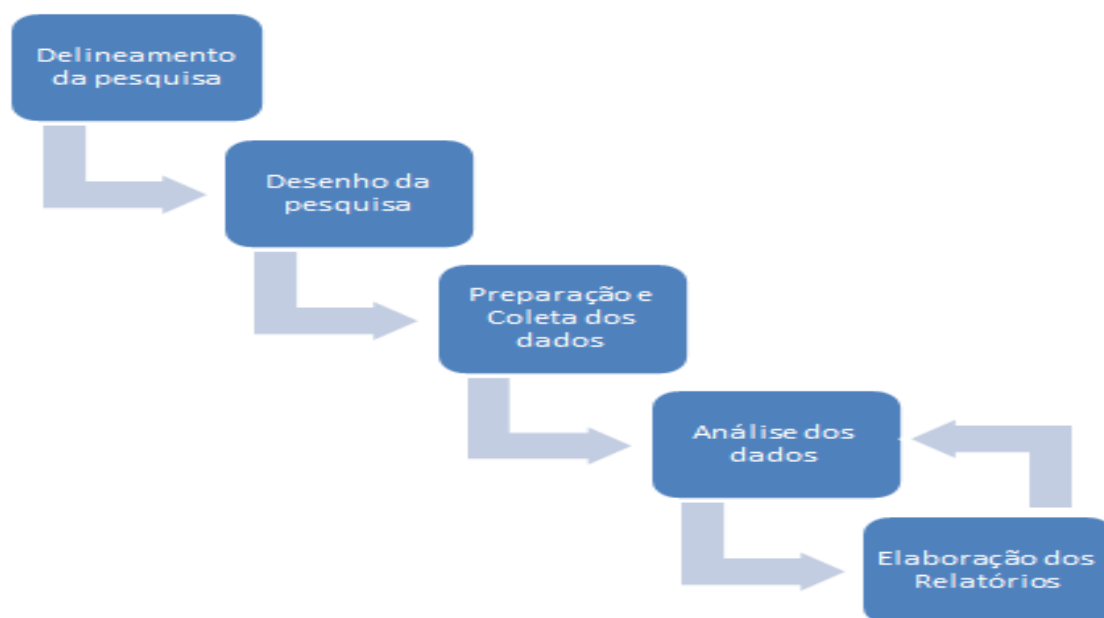 Delineamento
da pesquisa
Desenho da
pesquisa
Preparação e
Coleta dos
dados
Análise dos
dados
Elaboração dos
Relatórios